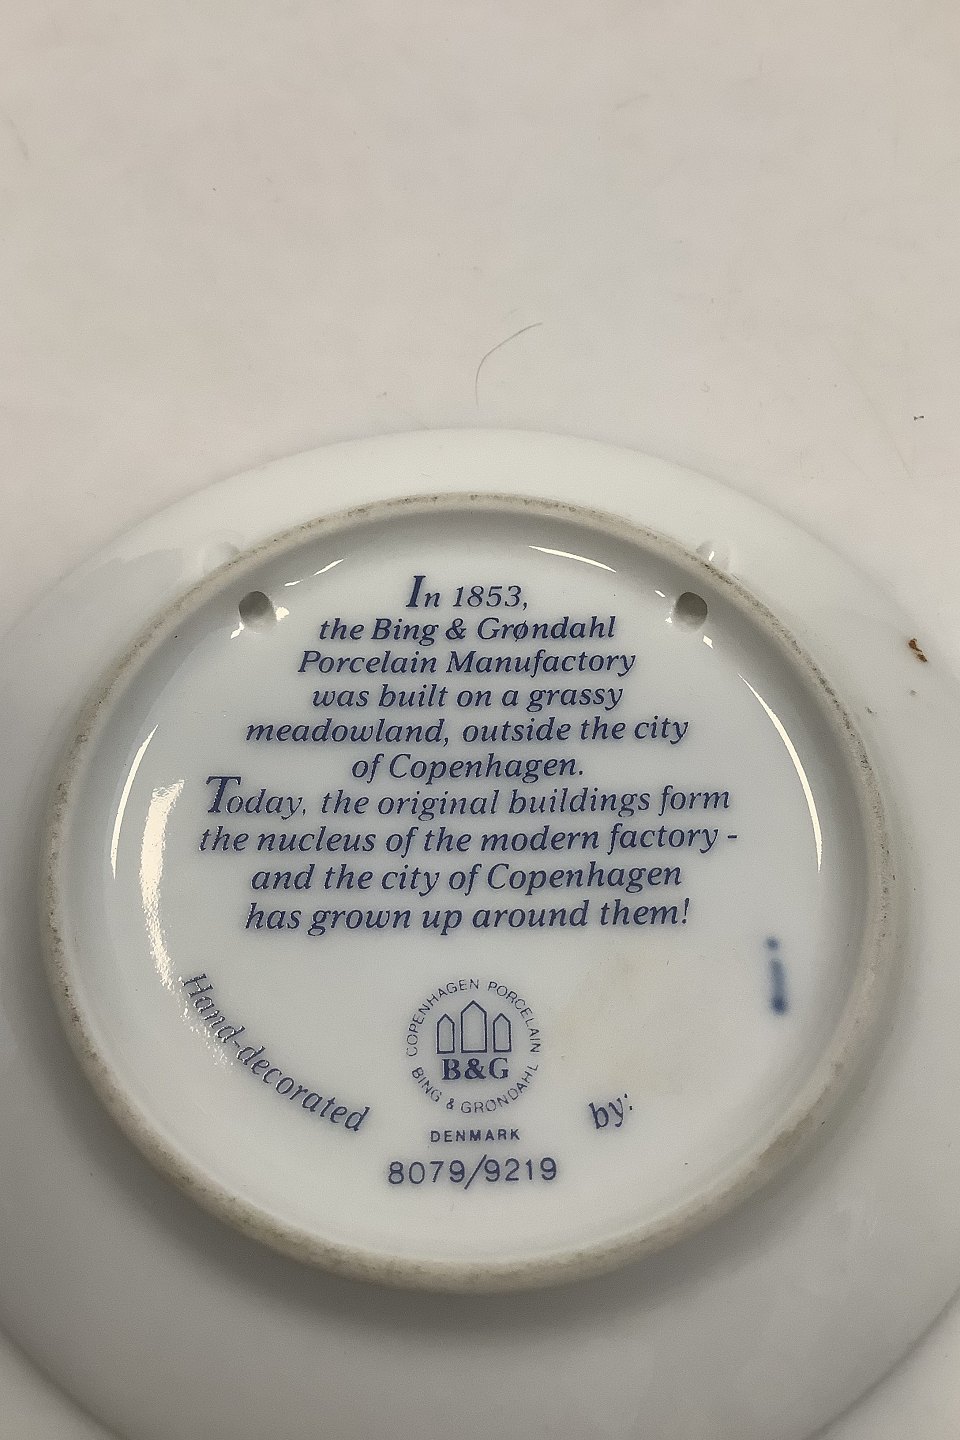 In 1853,
the Bing & Grøndahl
Porcelain Manufactory
was built on a grassy
meadowland, outside the city
of Copenhagen.
Today, the original buildings form
the nucleus of the modern factory -
and the city of Copenhagen
has grown up around them!
Hand-decorated
COPENHAGEN PORCELAIN
B&G
BING & GRØNDAHL
DENMARK
by:
8079/9219